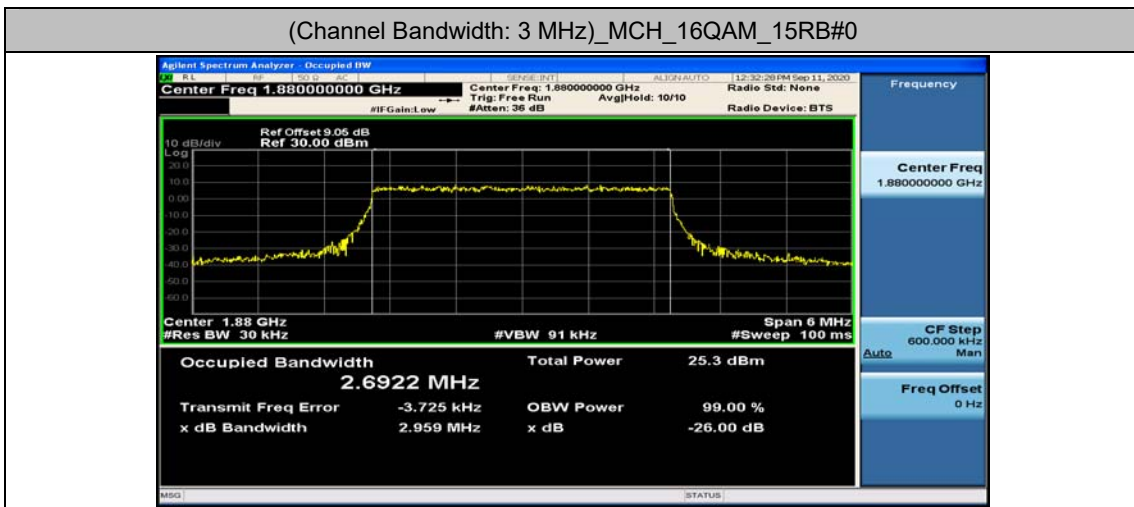 (Channel Bandwidth: 3 MHz)_MCH_16QAM_15RB#0
Agilent Spectrum Analyzer - Occupied BW
RL RF 50 Ω AC SENSE:INT ALIGN AUTO 12:32:28 PM Sep 11, 2020
Center Freq 1.880000000 GHz
Center Freq: 1.880000000 GHz Radio Std: None
Trig: Free Run Avg|Hold: 10/10
#IFGain:Low #Atten: 36 dB Radio Device: BTS
Ref Offset 9.05 dB
10 dB/div Ref 30.00 dBm
Log
20.0
10.0
0.00
-10.0
-20.0
-30.0
-40.0
-50.0
-60.0
Center 1.88 GHz Span 6 MHz
#Res BW 30 kHz #VBW 91 kHz #Sweep 100 ms
Occupied Bandwidth Total Power 25.3 dBm
2.6922 MHz
Transmit Freq Error -3.725 kHz OBW Power 99.00 %
x dB Bandwidth 2.959 MHz x dB -26.00 dB
MSG STATUS
Frequency
Center Freq
1.880000000 GHz
CF Step
600.000 kHz
Auto Man
Freq Offset
0 Hz